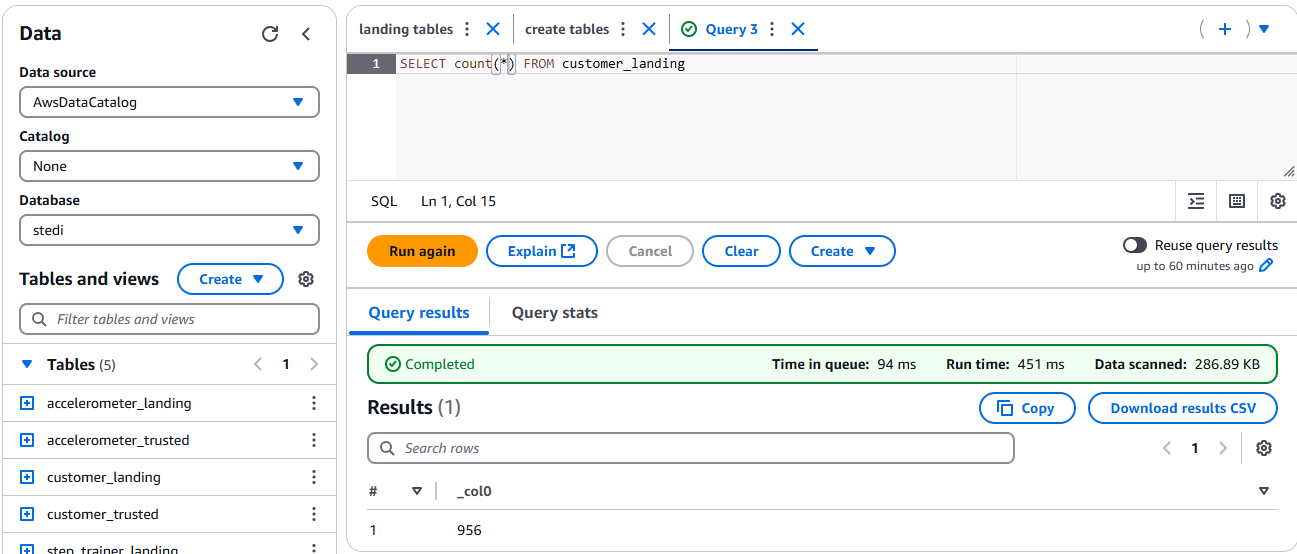 Data
Data source
AwsDataCatalog
Catalog
None
Database
stedi
Tables and views Create
Filter tables and views
Tables (5) 1
accelerometer_landing
accelerometer_trusted
customer_landing
customer_trusted
step_trainer_landing
landing tables create tables Query 3
1 SELECT count(*) FROM customer_landing
SQL Ln 1, Col 15
Run again Explain Cancel Clear Create Reuse query results
up to 60 minutes ago
Query results Query stats
Completed Time in queue: 94 ms Run time: 451 ms Data scanned: 286.89 KB
Results (1) Copy Download results CSV
Search rows 1
# _col0
1 956